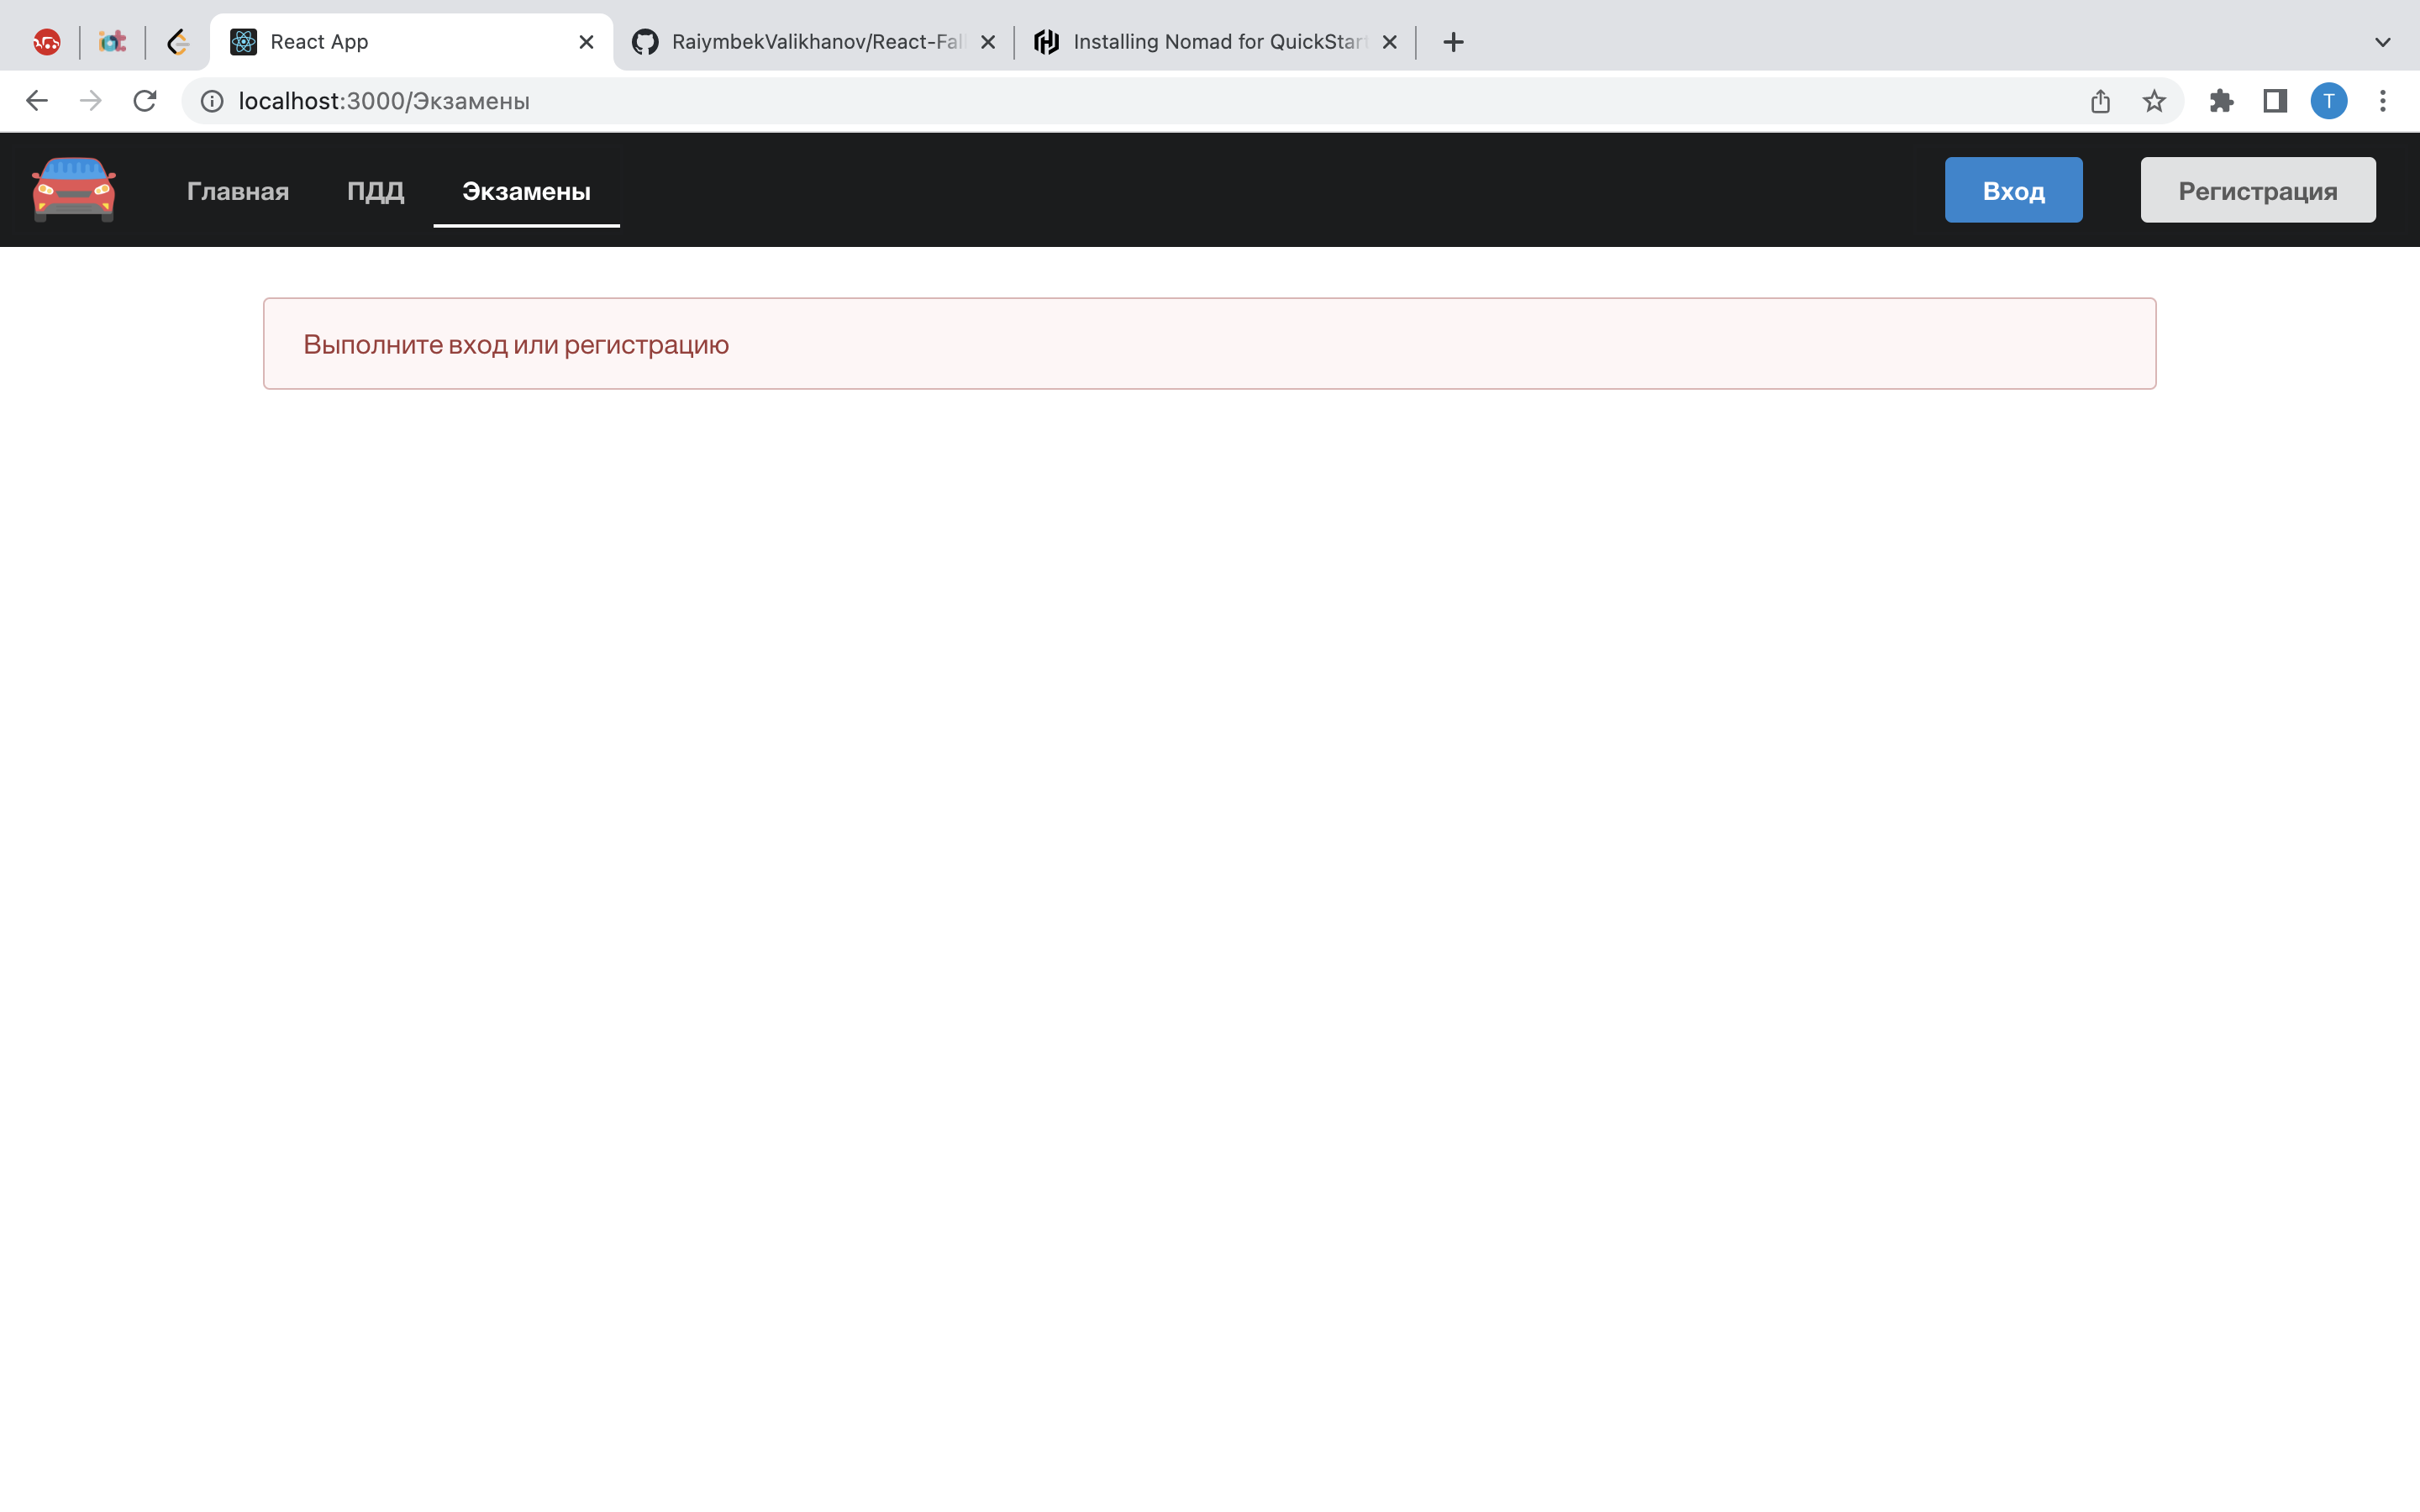 React App
RaiymbekValikhanov/React-Fal
Installing Nomad for QuickStart
localhost:3000/Экзамены
T
Главная
ПДД
Экзамены
Вход
Регистрация
Выполните вход или регистрацию